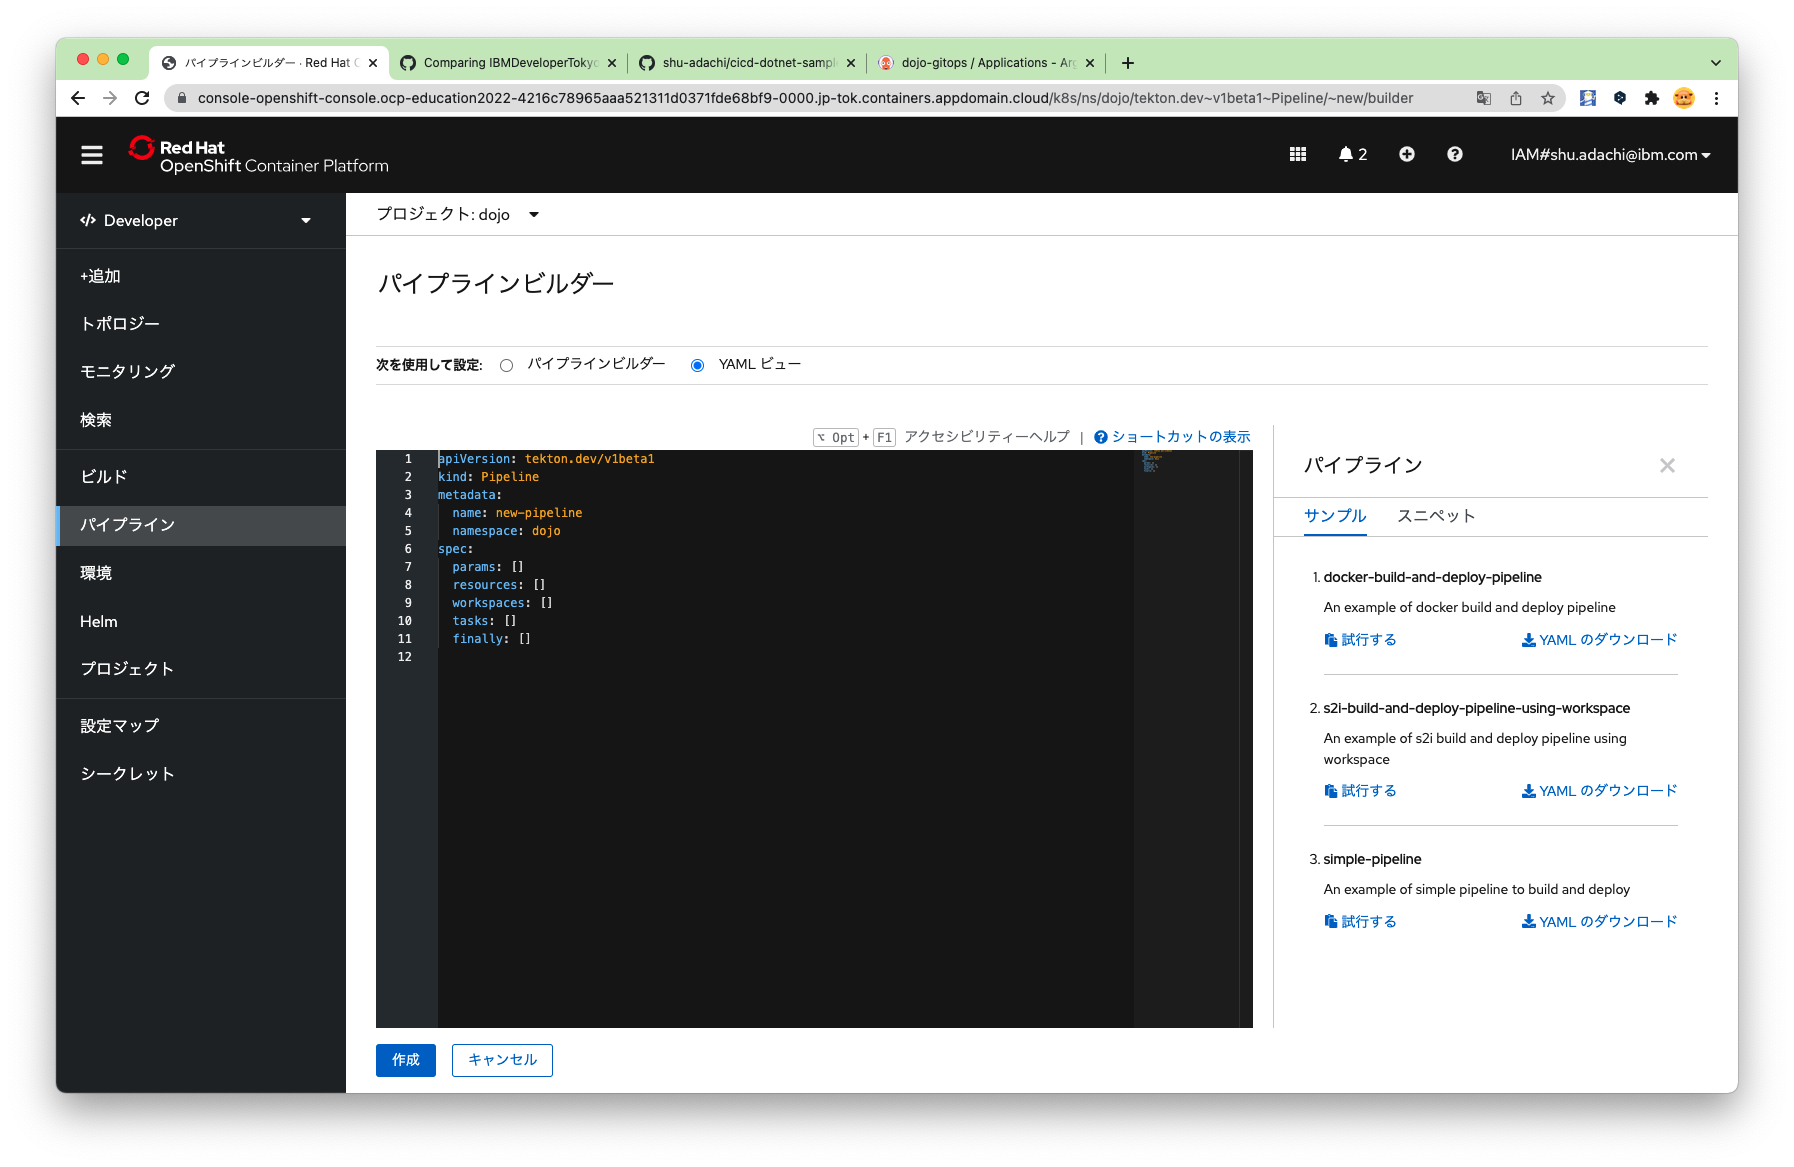 パイプラインビルダー · Red Hat
Comparing IBMDeveloperTokyo
shu-adachi/cicd-dotnet-sampl
dojo-gitops / Applications - Arg
console-openshift-console.ocp-education2022-4216c78965aaa521311d0371fde68bf9-0000.jp-tok.containers.appdomain.cloud/k8s/ns/dojo/tekton.dev~v1beta1~Pipeline/~new/builder
Red Hat
OpenShift Container Platform
2
IAM#shu.adachi@ibm.com
Developer
+追加
トポロジー
モニタリング
検索
ビルド
パイプライン
環境
Helm
プロジェクト
設定マップ
シークレット
プロジェクト: dojo
パイプラインビルダー
次を使用して設定: パイプラインビルダー YAML ビュー
⌥ Opt + F1 アクセシビリティーヘルプ | ショートカットの表示
1 apiVersion: tekton.dev/v1beta1
2 kind: Pipeline
3 metadata:
4   name: new-pipeline
5   namespace: dojo
6 spec:
7   params: []
8   resources: []
9   workspaces: []
10   tasks: []
11   finally: []
12
作成
キャンセル
パイプライン
サンプル スニペット
1. docker-build-and-deploy-pipeline
An example of docker build and deploy pipeline
試行する YAML のダウンロード
2. s2i-build-and-deploy-pipeline-using-workspace
An example of s2i build and deploy pipeline using
workspace
試行する YAML のダウンロード
3. simple-pipeline
An example of simple pipeline to build and deploy
試行する YAML のダウンロード